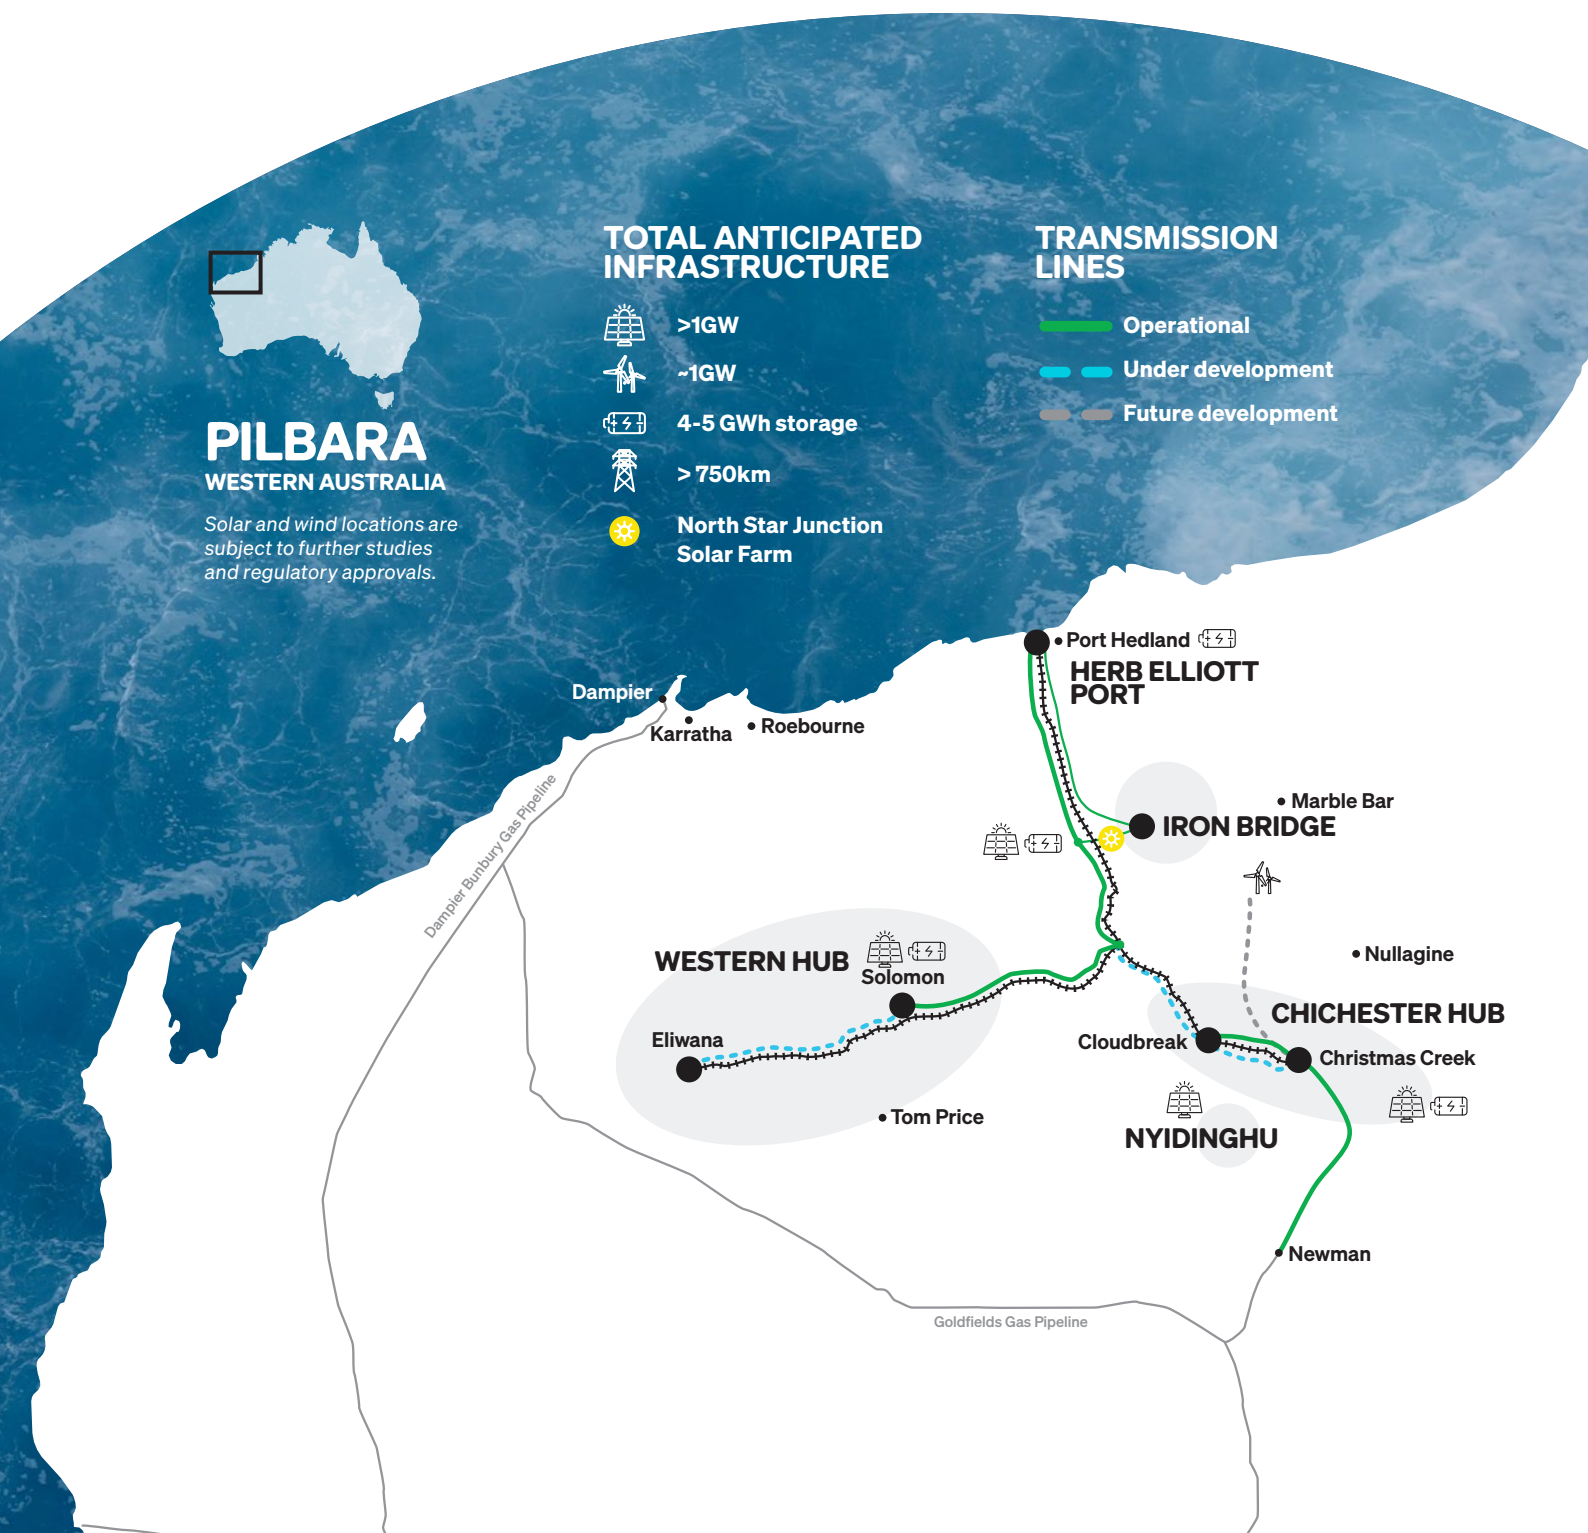 PILBARA
WESTERN AUSTRALIA
Solar and wind locations are
subject to further studies
and regulatory approvals.
TOTAL ANTICIPATED
INFRASTRUCTURE
>1GW
~1GW
4-5 GWh storage
> 750km
North Star Junction
Solar Farm
TRANSMISSION
LINES
Operational
Under development
Future development
Port Hedland
HERB ELLIOTT
PORT
Dampier
Karratha
Roebourne
Dampier Bunbury Gas Pipeline
Marble Bar
IRON BRIDGE
WESTERN HUB
Solomon
Nullagine
CHICHESTER HUB
Eliwana
Cloudbreak
Christmas Creek
Tom Price
NYIDINGHU
Newman
Goldfields Gas Pipeline